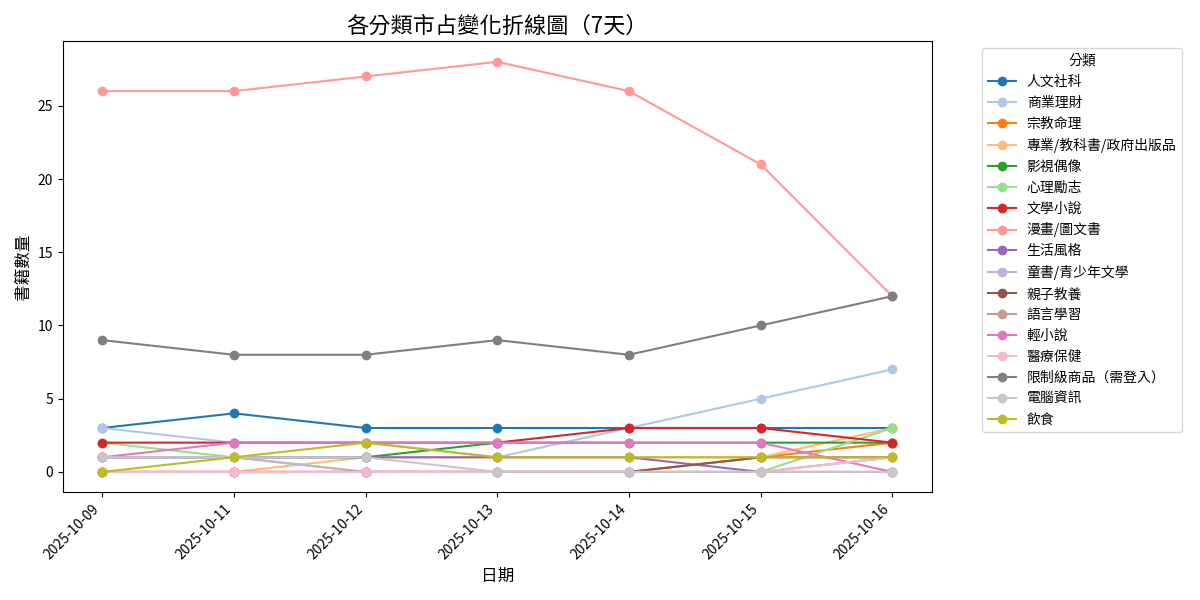 各分類市占變化折線圖（7天）
書籍數量
25
20
15
10
5
0
2025-10-09
2025-10-11
2025-10-12
2025-10-13
2025-10-14
2025-10-15
2025-10-16
日期
分類
人文社科
商業理財
宗教命理
專業/教科書/政府出版品
影視偶像
心理勵志
文學小說
漫畫/圖文書
生活風格
童書/青少年文學
親子教養
語言學習
輕小說
醫療保健
限制級商品（需登入）
電腦資訊
飲食